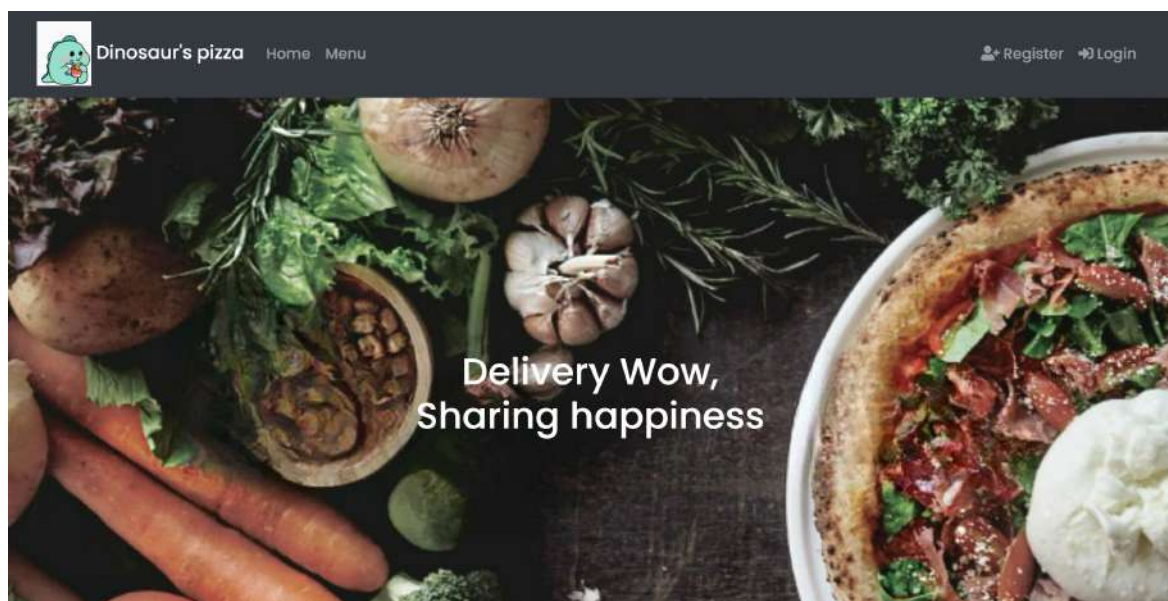 Dinosaur's pizza Home Menu Register Login
Delivery Wow,
Sharing happiness